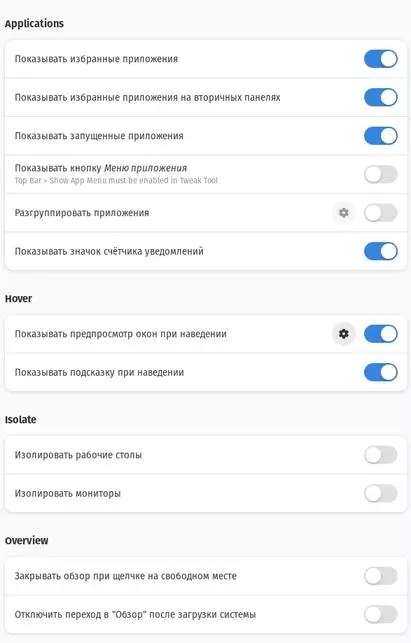 Applications
Показывать избранные приложения
Показывать избранные приложения на вторичных панелях
Показывать запущенные приложения
Показывать кнопку Меню приложения
Top Bar > Show App Menu must be enabled in Tweak Tool
Разгруппировать приложения
Показывать значок счётчика уведомлений
Hover
Показывать предпросмотр окон при наведении
Показывать подсказку при наведении
Isolate
Изолировать рабочие столы
Изолировать мониторы
Overview
Закрывать обзор при щелчке на свободном месте
Отключить переход в "Обзор" после загрузки системы